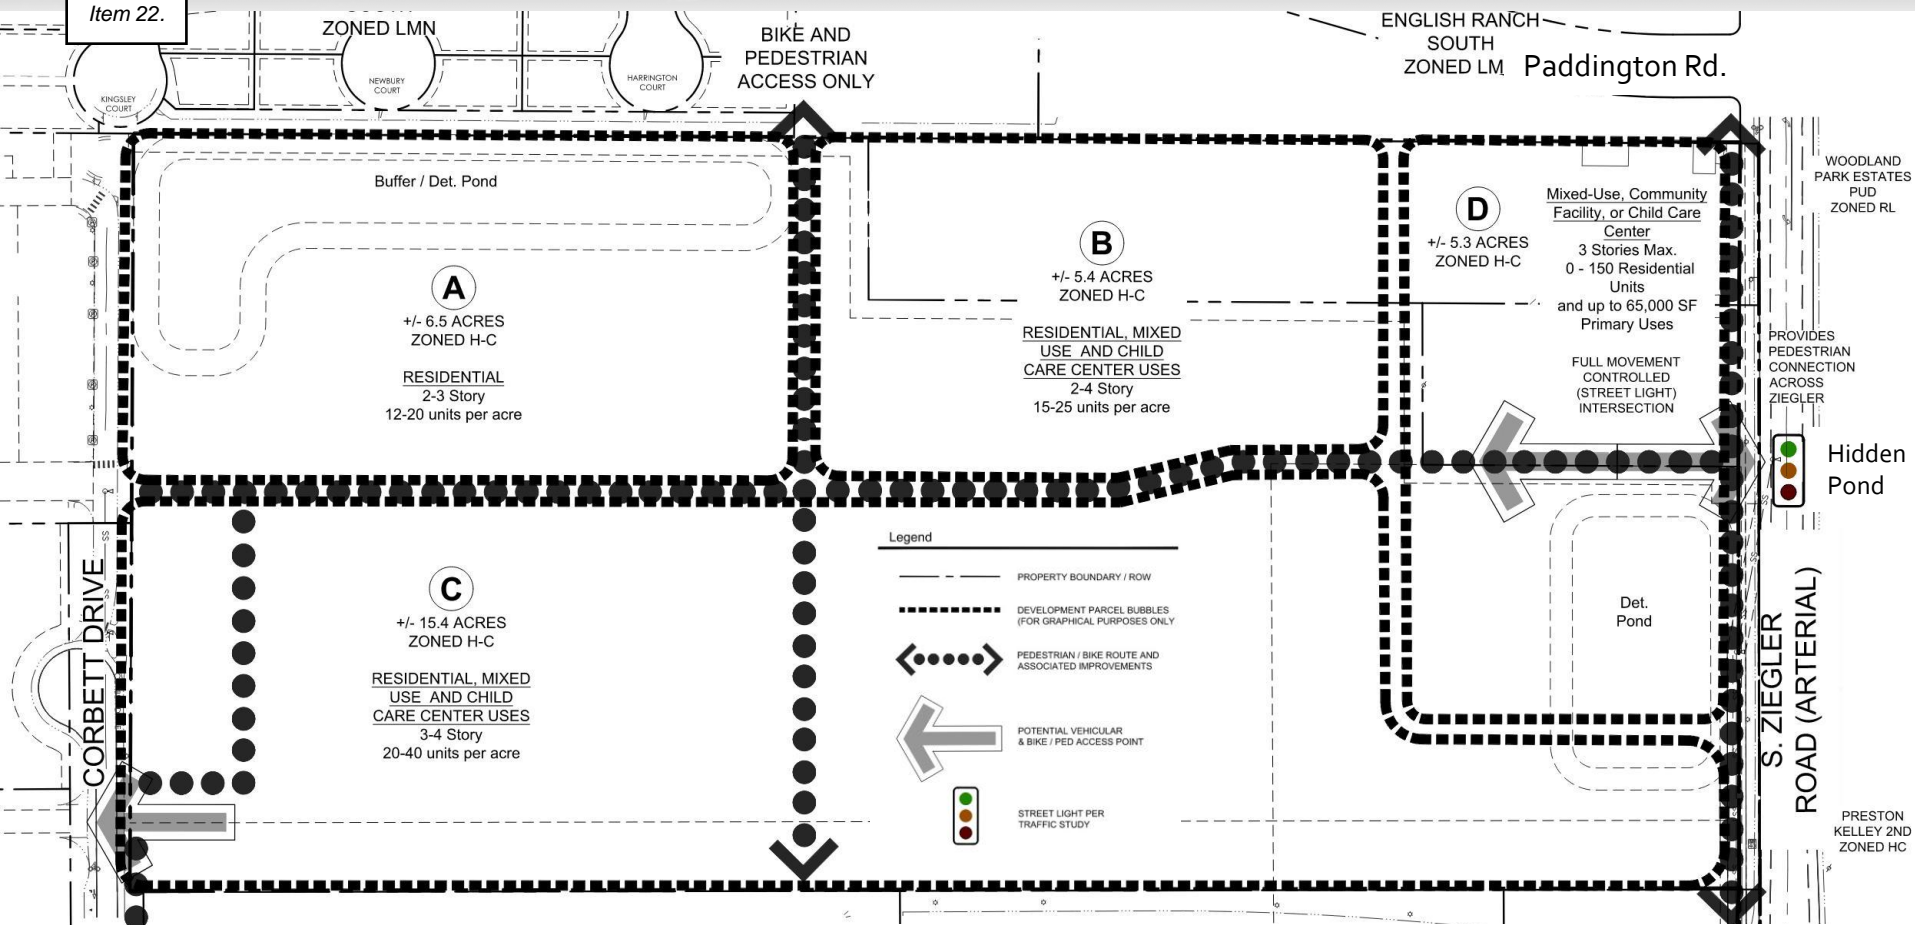 Item 22.
ZONED LMN
BIKE AND
PEDESTRIAN
ACCESS ONLY
ENGLISH RANCH
SOUTH
ZONED LM
Paddington Rd.
KINGSLEY
COURT
NEWBURY
COURT
HARRINGTON
COURT
WOODLAND
PARK ESTATES
PUD
ZONED RL
Buffer / Det. Pond
A
+/- 6.5 ACRES
ZONED H-C
RESIDENTIAL
2-3 Story
12-20 units per acre
B
+/- 5.4 ACRES
ZONED H-C
RESIDENTIAL, MIXED
USE AND CHILD
CARE CENTER USES
2-4 Story
15-25 units per acre
D
+/- 5.3 ACRES
ZONED H-C
Mixed-Use, Community
Facility, or Child Care
Center
3 Stories Max.
0 - 150 Residential
Units
and up to 65,000 SF
Primary Uses
FULL MOVEMENT
CONTROLLED
(STREET LIGHT)
INTERSECTION
PROVIDES
PEDESTRIAN
CONNECTION
ACROSS
ZIEGLER
Hidden
Pond
C
+/- 15.4 ACRES
ZONED H-C
RESIDENTIAL, MIXED
USE AND CHILD
CARE CENTER USES
3-4 Story
20-40 units per acre
Legend
PROPERTY BOUNDARY / ROW
DEVELOPMENT PARCEL BUBBLES
(FOR GRAPHICAL PURPOSES ONLY
PEDESTRIAN / BIKE ROUTE AND
ASSOCIATED IMPROVEMENTS
POTENTIAL VEHICULAR
& BIKE / PED ACCESS POINT
STREET LIGHT PER
TRAFFIC STUDY
Det.
Pond
CORBETT DRIVE
S. ZIEGLER
ROAD (ARTERIAL)
PRESTON
KELLEY 2ND
ZONED HC